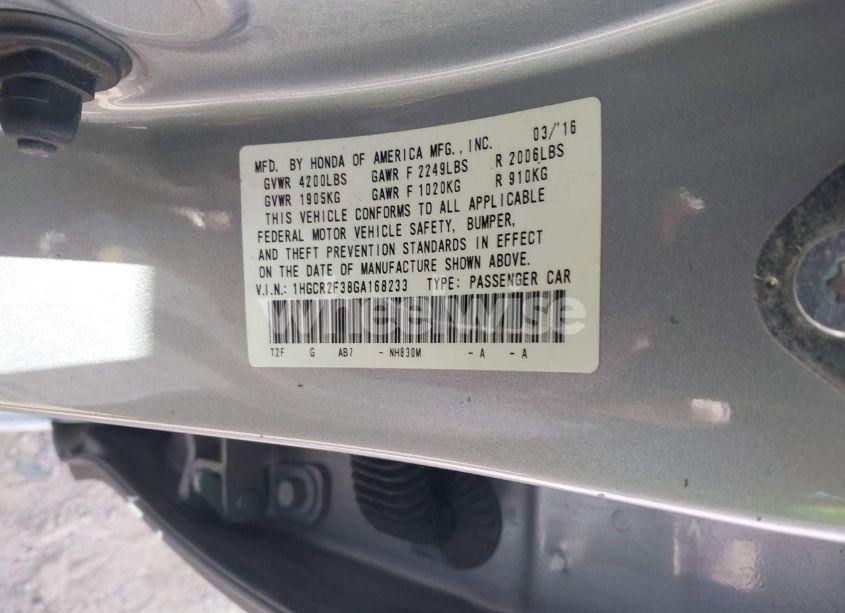 03/'16
MFD. BY HONDA OF AMERICA MFG., INC.
GVWR 4200LBS GAWR F 2249LBS R 2006LBS
GVWR 1905KG GAWR F 1020KG R 910KG
THIS VEHICLE CONFORMS TO ALL APPLICABLE
FEDERAL MOTOR VEHICLE SAFETY, BUMPER,
AND THEFT PREVENTION STANDARDS IN EFFECT
ON THE DATE OF MANUFACTURE SHOWN ABOVE.
V.I.N.: 1HGCR2F38GA168233 TYPE: PASSENGER CAR
wheelwise
T2F G AB7 - NH830M - A - A